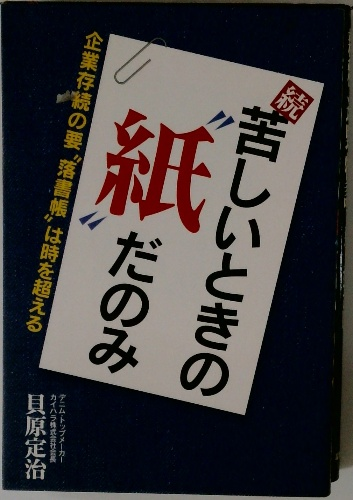 続
苦しいときの
“紙”だのみ
企業存続の要“落書帳”は時を超える
デニム・トップメーカー
カイハラ株式会社会長
貝原定治